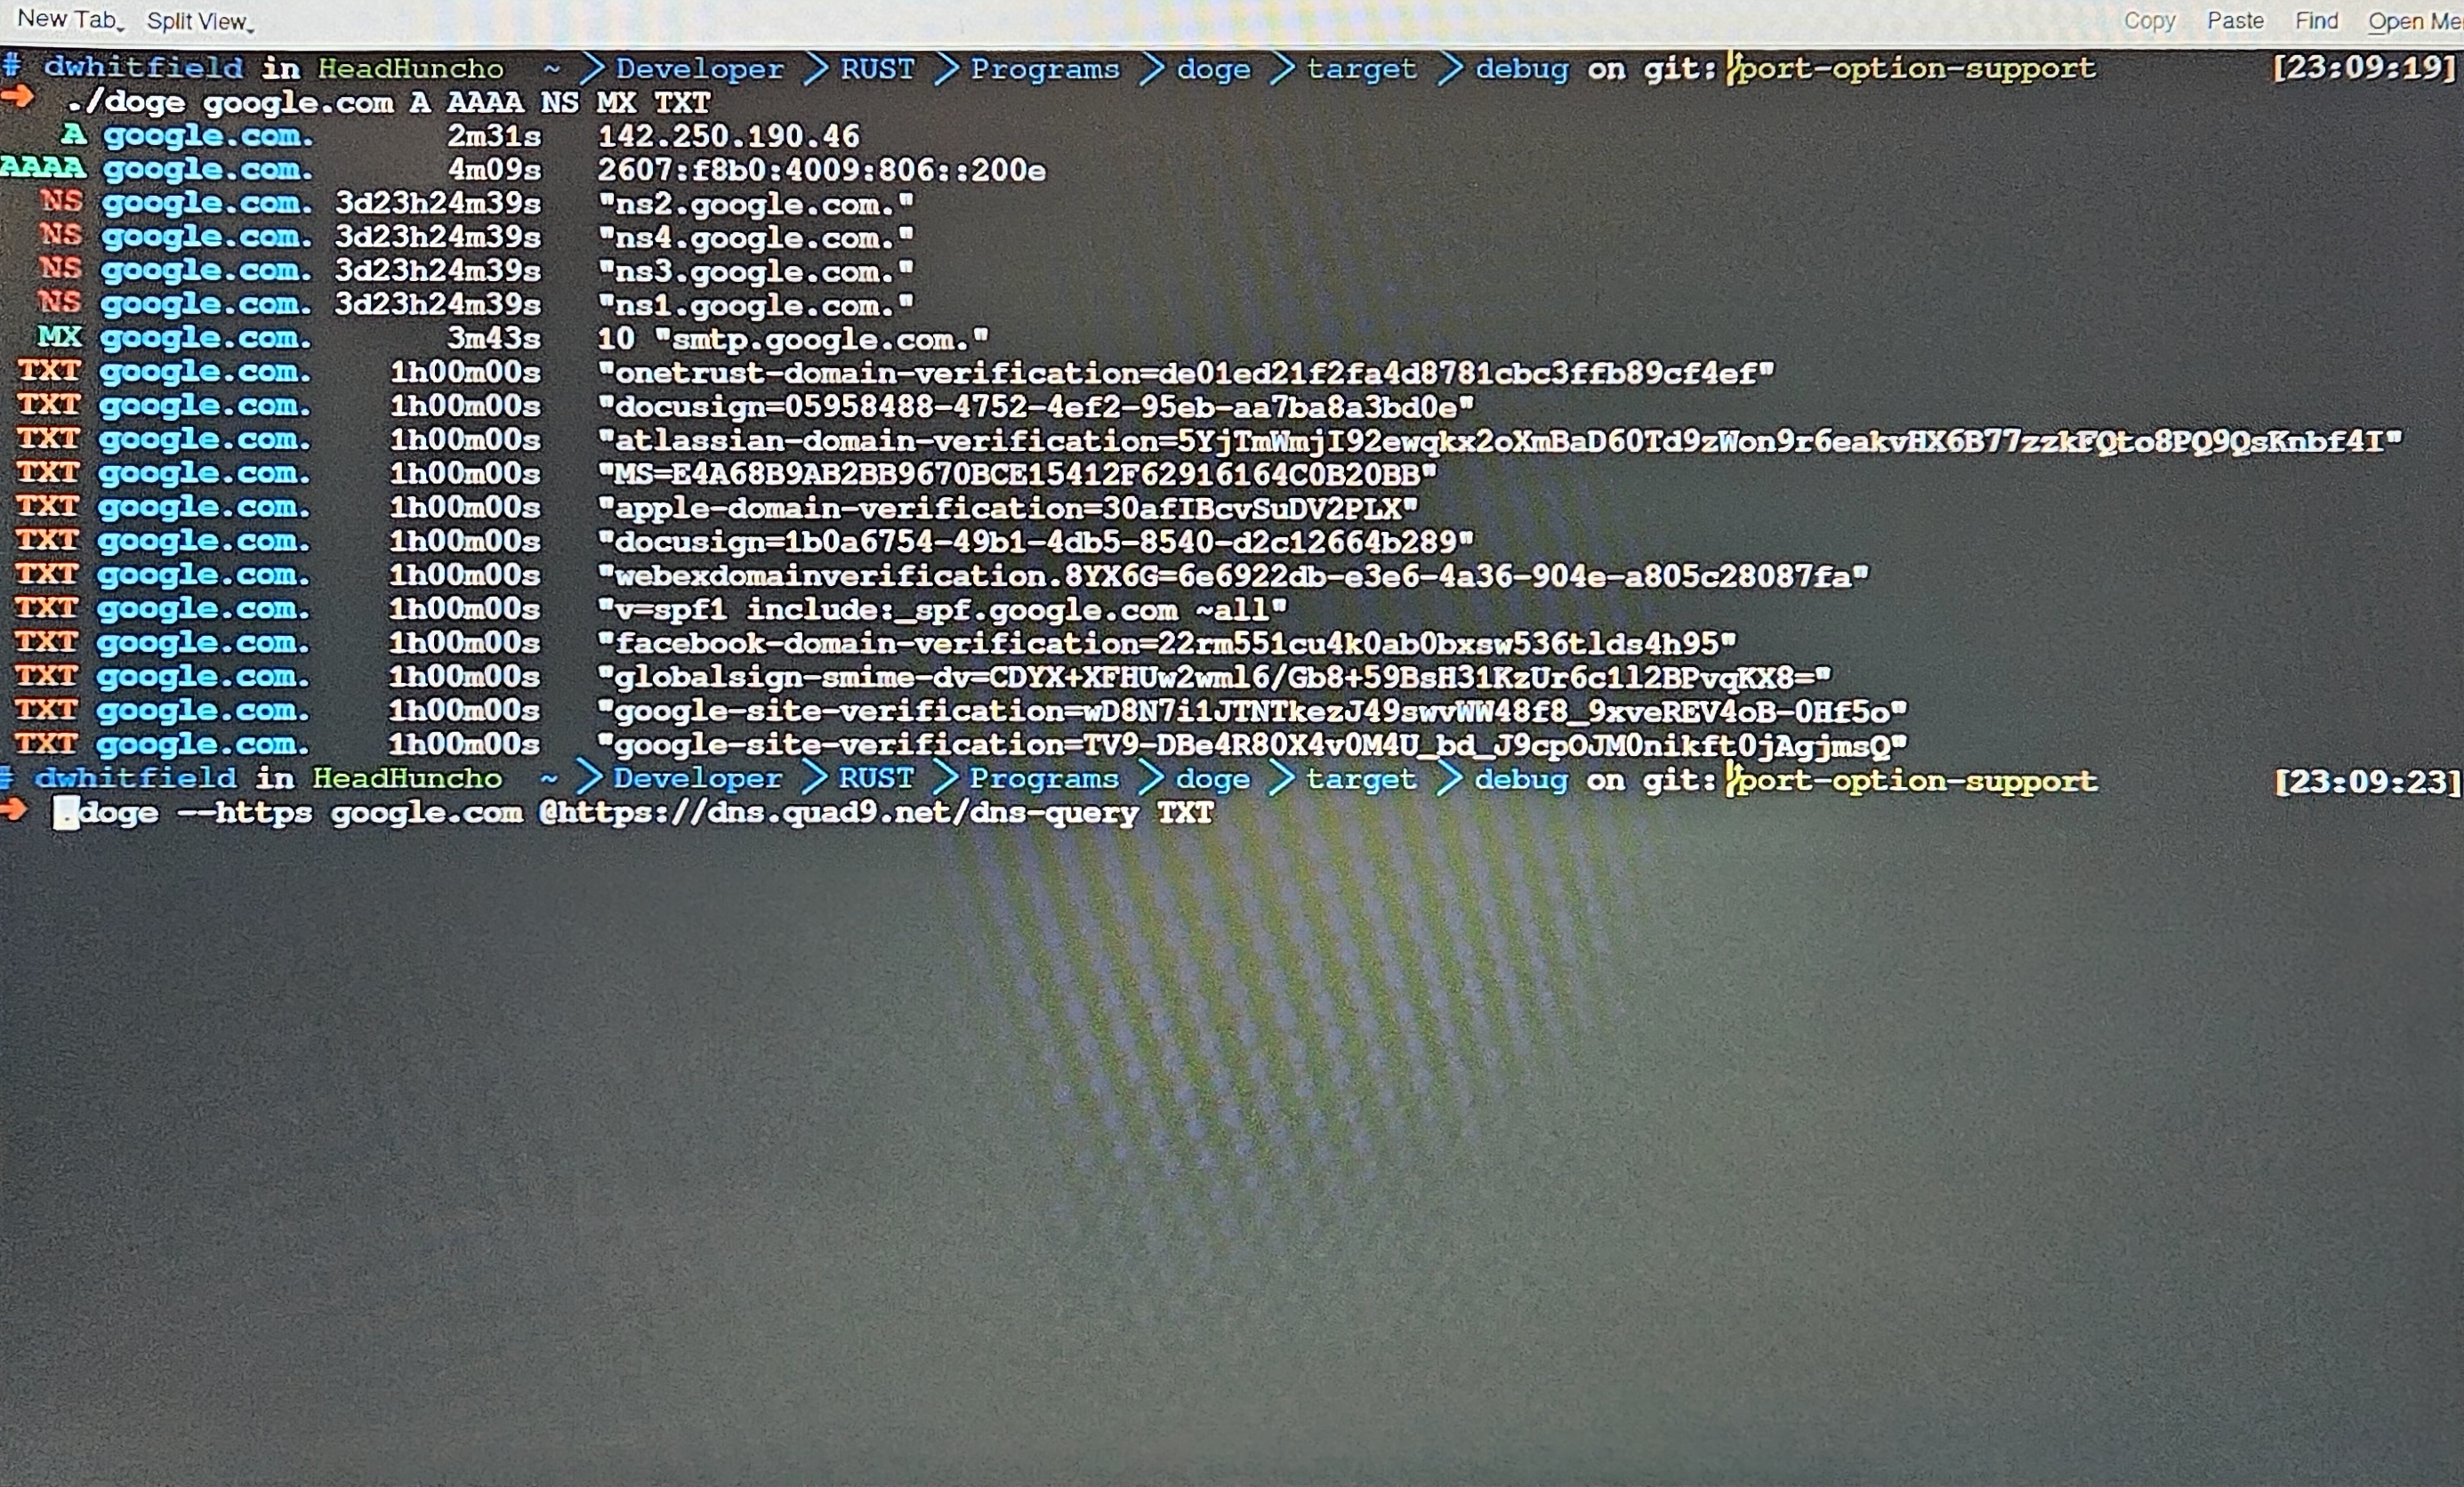 New Tab Split View Copy Paste Find Open Me
# dwhitfield in HeadHuncho ~ > Developer > RUST > Programs > doge > target > debug on git: port-option-support [23:09:19]
./doge google.com A AAAA NS MX TXT
A google.com. 2m31s 142.250.190.46
AAAA google.com. 4m09s 2607:f8b0:4009:806::200e
NS google.com. 3d23h24m39s "ns2.google.com."
NS google.com. 3d23h24m39s "ns4.google.com."
NS google.com. 3d23h24m39s "ns3.google.com."
NS google.com. 3d23h24m39s "ns1.google.com."
MX google.com. 3m43s 10 "smtp.google.com."
TXT google.com. 1h00m00s "onetrust-domain-verification=de01ed21f2fa4d8781cbc3ffb89cf4ef"
TXT google.com. 1h00m00s "docusign=05958488-4752-4ef2-95eb-aa7ba8a3bd0e"
TXT google.com. 1h00m00s "atlassian-domain-verification=5YjTmWmjI92ewqkx2oXmBaD60Td9zWon9r6eakvHX6B77zzkFQto8PQ9QsKnbf4I"
TXT google.com. 1h00m00s "MS=E4A68B9AB2BB9670BCE15412F62916164C0B20BB"
TXT google.com. 1h00m00s "apple-domain-verification=30afIBcvSuDV2PLX"
TXT google.com. 1h00m00s "docusign=1b0a6754-49b1-4db5-8540-d2c12664b289"
TXT google.com. 1h00m00s "webexdomainverification.8YX6G=6e6922db-e3e6-4a36-904e-a805c28087fa"
TXT google.com. 1h00m00s "v=spf1 include:_spf.google.com ~all"
TXT google.com. 1h00m00s "facebook-domain-verification=22rm551cu4k0ab0bxsw536tlds4h95"
TXT google.com. 1h00m00s "globalsign-smime-dv=CDYX+XFHUw2wml6/Gb8+59BsH31KzUr6c1l2BPvqKX8="
TXT google.com. 1h00m00s "google-site-verification=wD8N7i1JTNTkezJ49swvWW48f8_9xveREV4oB-0Hf5o"
TXT google.com. 1h00m00s "google-site-verification=TV9-DBe4R80X4v0M4U_bd_J9cpOJM0nikft0jAgjmsQ"
# dwhitfield in HeadHuncho ~ > Developer > RUST > Programs > doge > target > debug on git: port-option-support [23:09:23]
doge --https google.com @https://dns.quad9.net/dns-query TXT